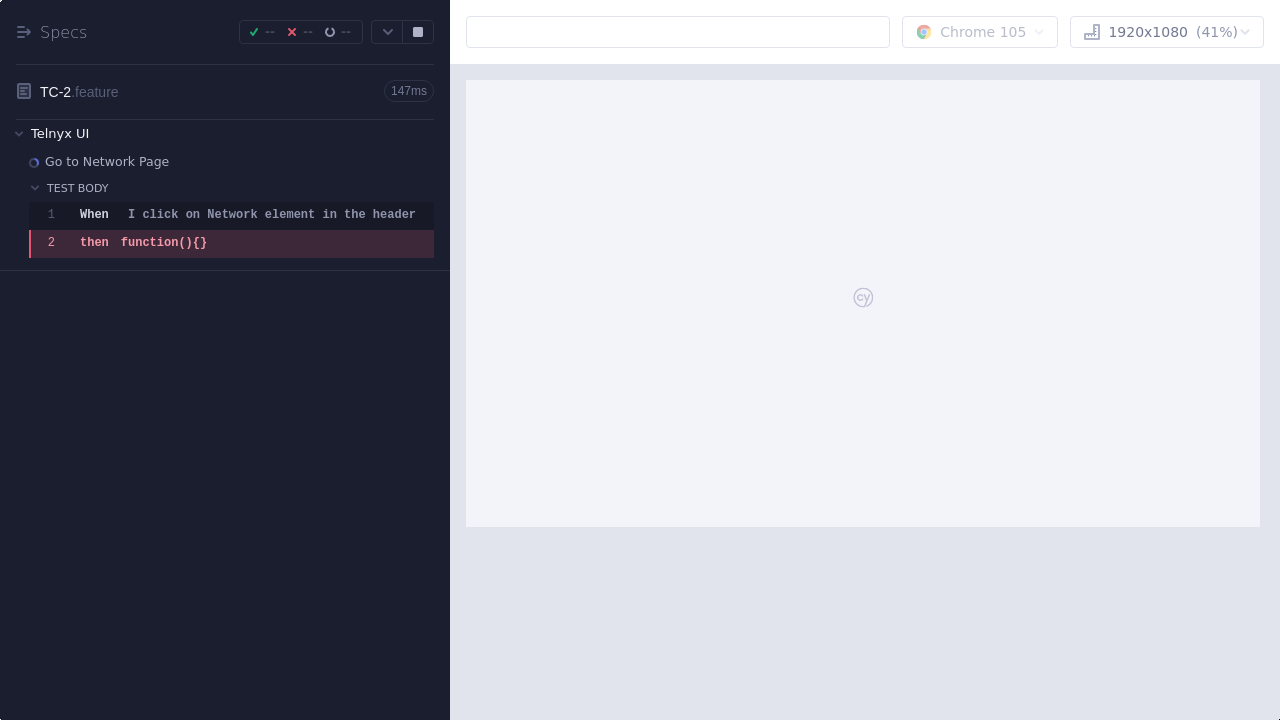 Specs
--
--
--
TC-2.feature
147ms
Telnyx UI
Go to Network Page
TEST BODY
1 When I click on Network element in the header
2 then function(){}
Chrome 105
1920x1080 (41%)
cy